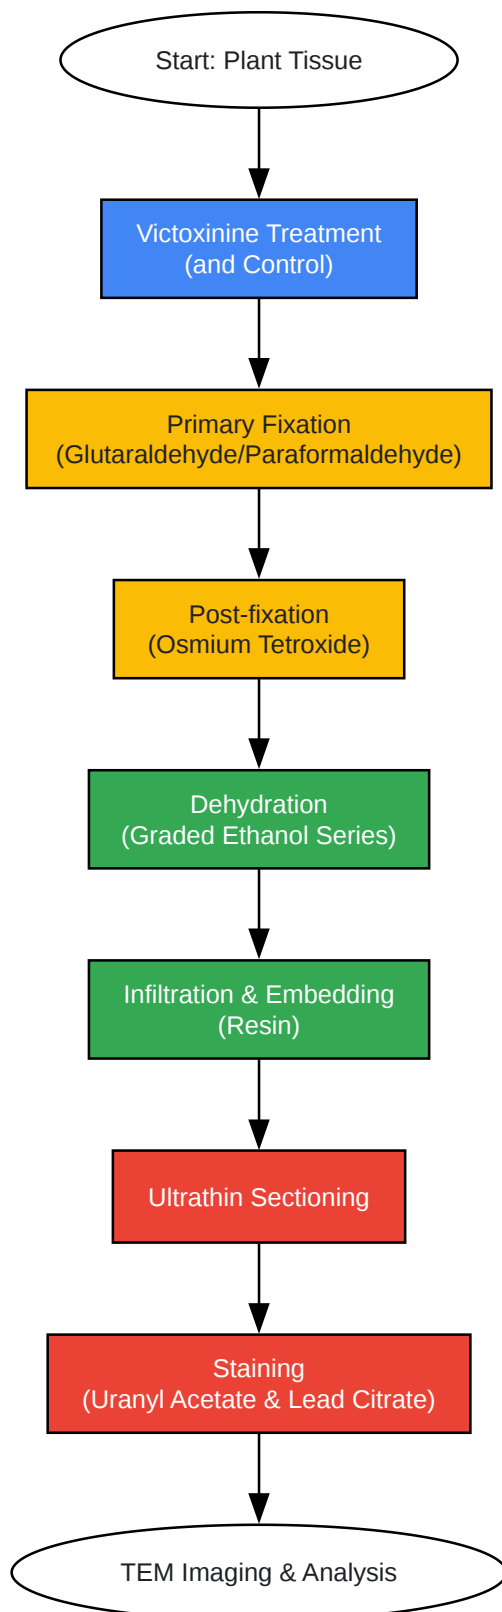 Start: Plant Tissue
Victoxinine Treatment
(and Control)
Primary Fixation
(Glutaraldehyde/Paraformaldehyde)
Post-fixation
(Osmium Tetroxide)
Dehydration
(Graded Ethanol Series)
Infiltration & Embedding
(Resin)
Ultrathin Sectioning
Staining
(Uranyl Acetate & Lead Citrate)
TEM Imaging & Analysis